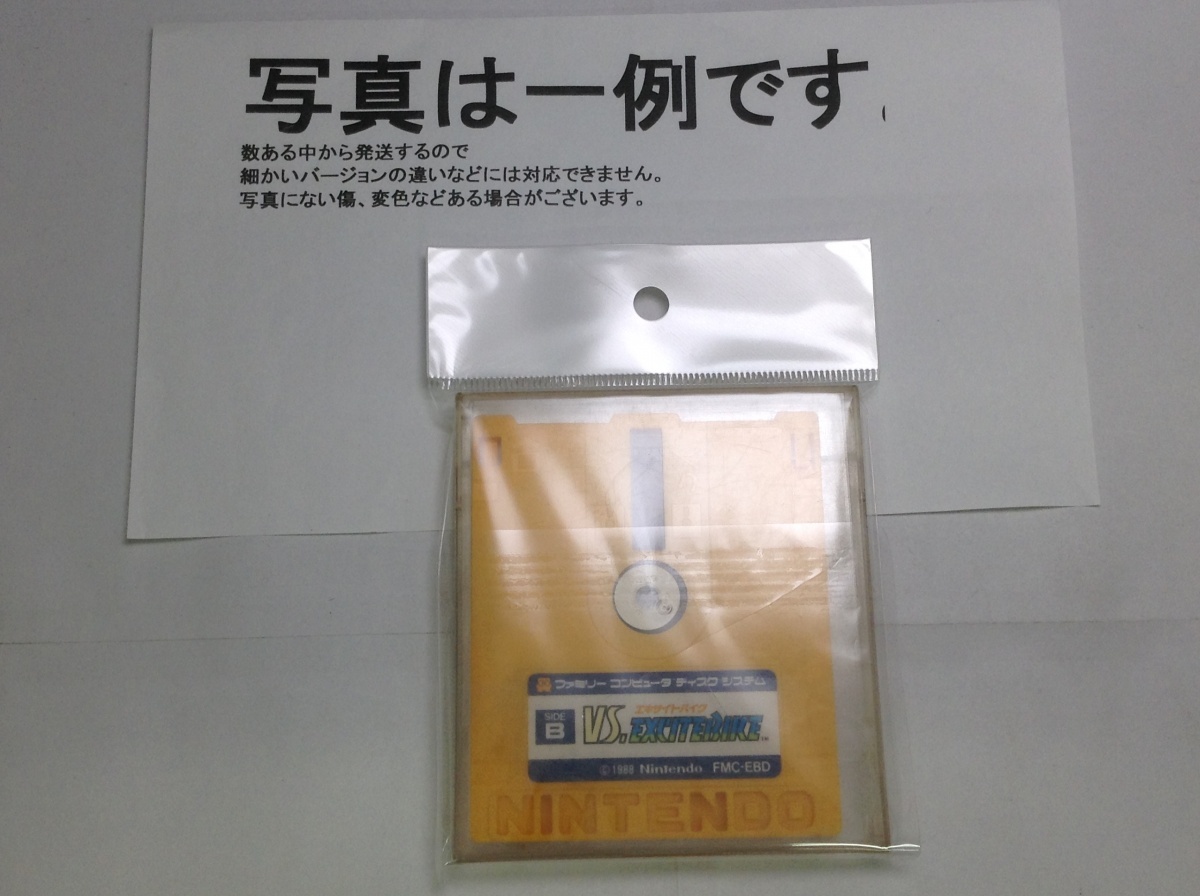 写真は一例です。
数ある中から発送するので
細かいバージョンの違いなどには対応できません。
写真にない傷、変色などある場合がございます。
ファミリー コンピュータ ディスク システム
エキサイトバイク
SIDE B VS. EXCITEBIKE™
©1988 Nintendo FMC-EBD
NINTENDO